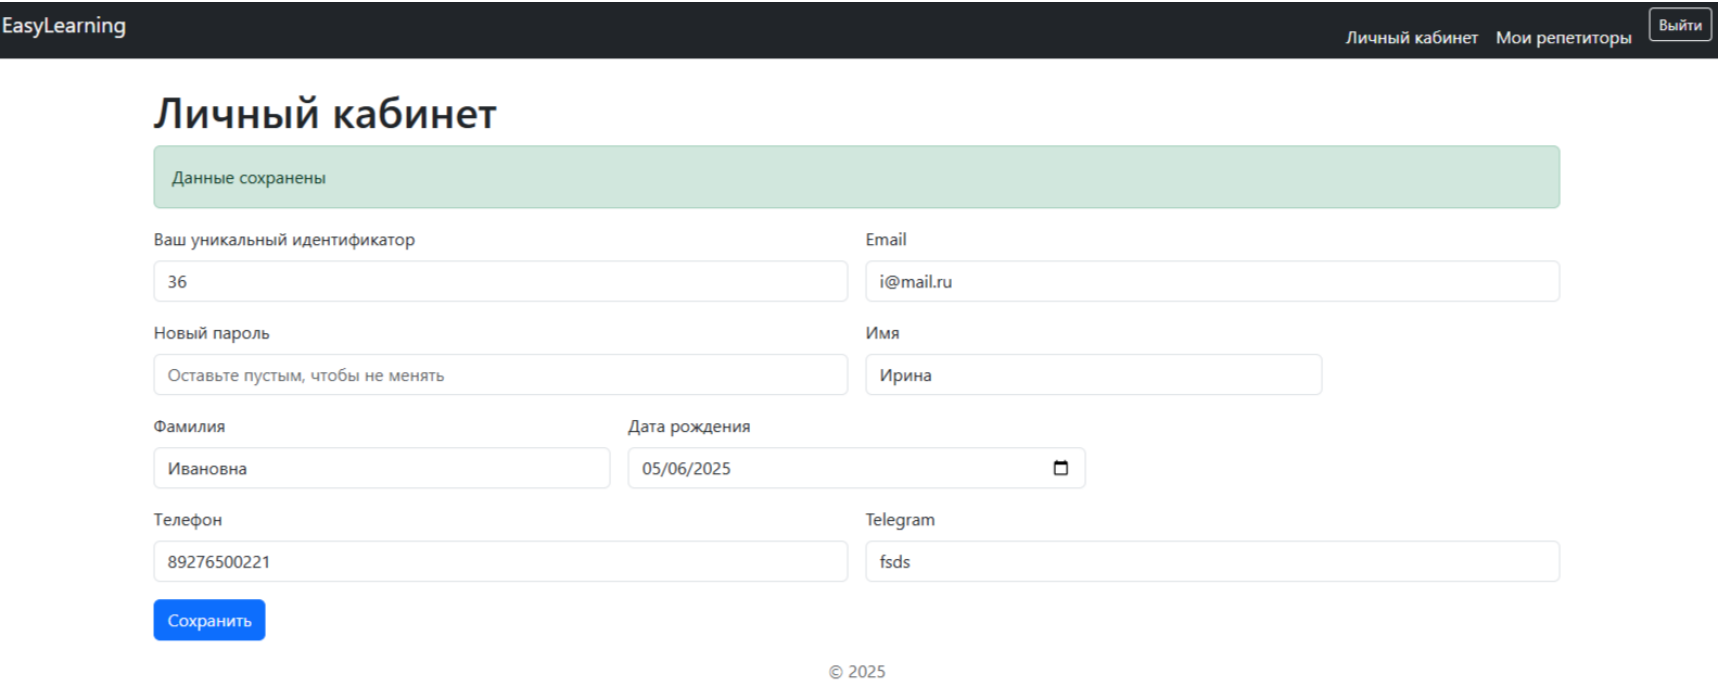 EasyLearning
Личный кабинет Мои репетиторы Выйти
Личный кабинет
Данные сохранены
Ваш уникальный идентификатор Email
36 i@mail.ru
Новый пароль Имя
Оставьте пустым, чтобы не менять Ирина
Фамилия Дата рождения
Ивановна 05/06/2025
Телефон Telegram
89276500221 fsds
Сохранить
© 2025